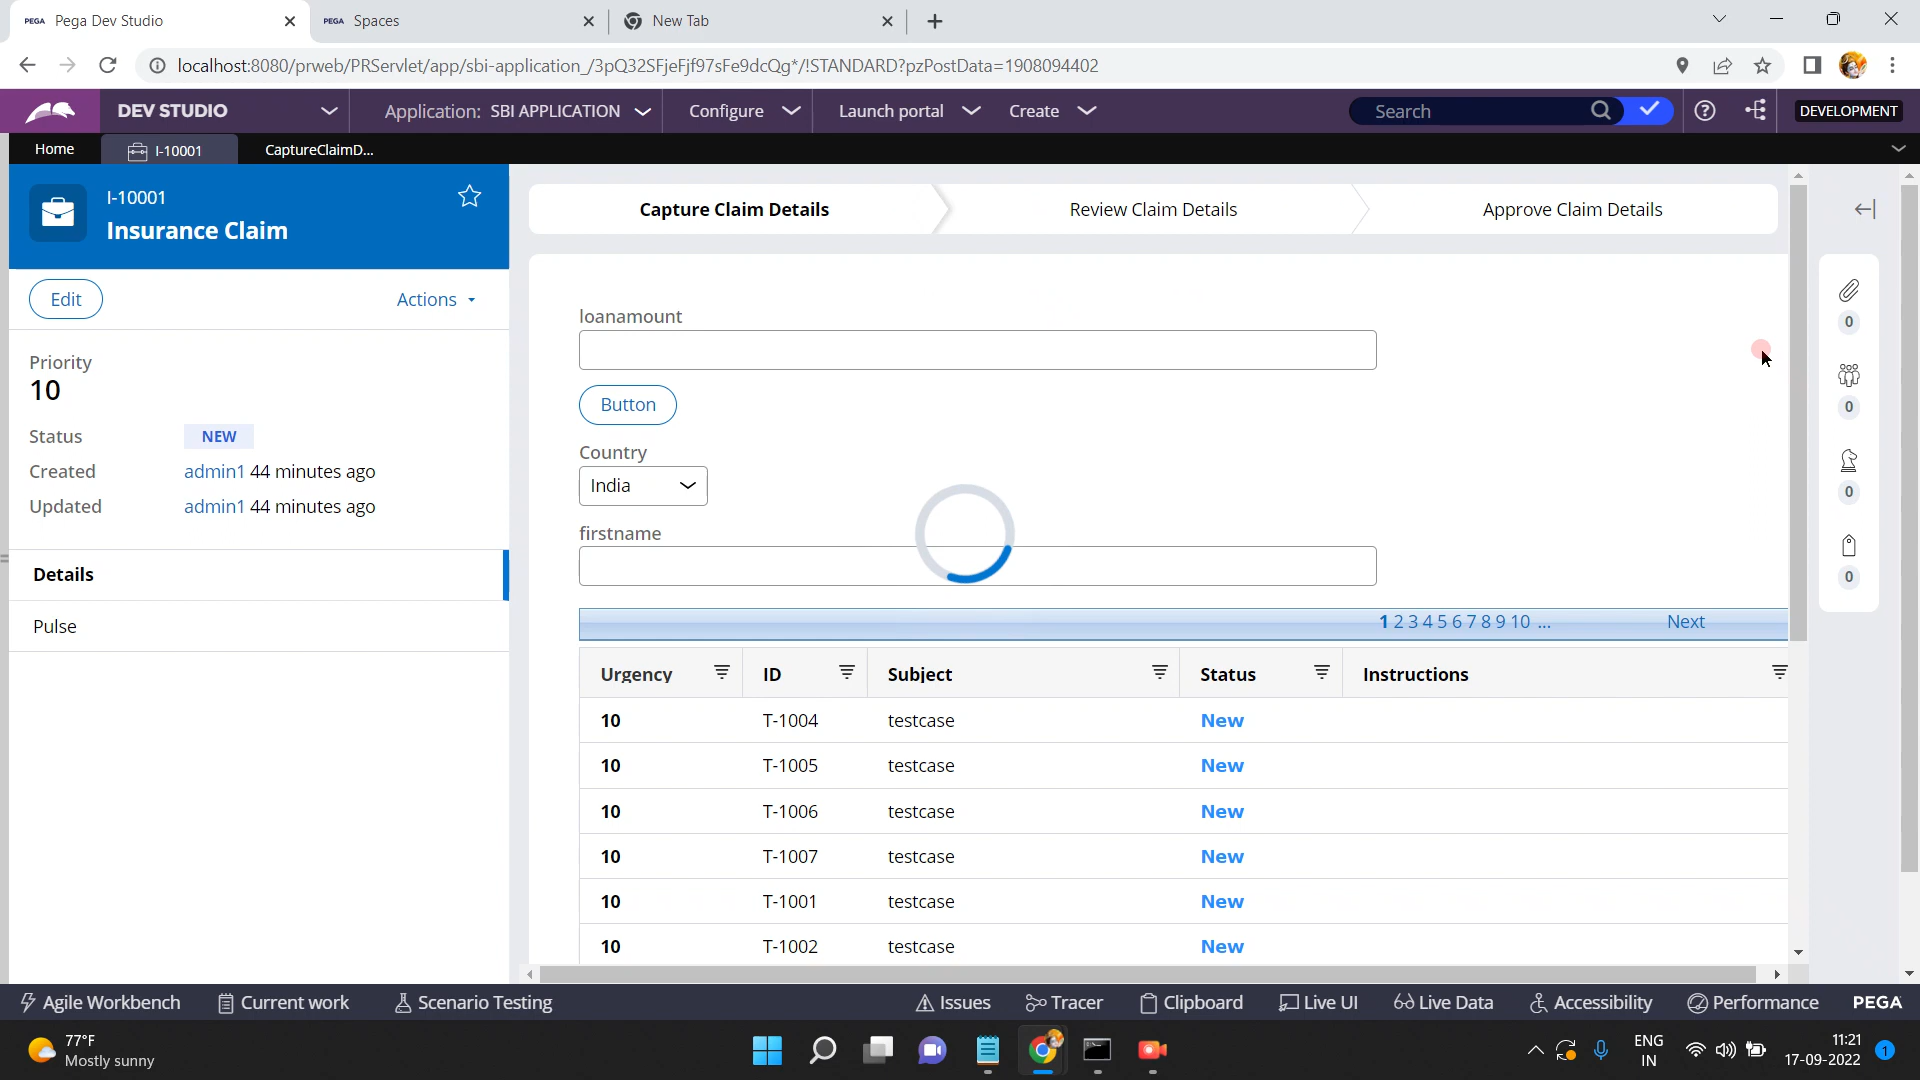 PEGA Pega Dev Studio
PEGA Spaces
New Tab
localhost:8080/prweb/PRServlet/app/sbi-application_/3pQ32SFjeFjf97sFe9dcQg*/!STANDARD?pzPostData=1908094402
DEV STUDIO
Application: SBI APPLICATION
Configure
Launch portal
Create
Search
DEVELOPMENT
Home
I-10001
CaptureClaimD...
I-10001
Insurance Claim
Edit
Actions
Priority
10
Status NEW
Created admin1 44 minutes ago
Updated admin1 44 minutes ago
Details
Pulse
Capture Claim Details
Review Claim Details
Approve Claim Details
loanamount
Button
Country
India
firstname
1 2 3 4 5 6 7 8 9 10 ... Next
Urgency ID Subject Status Instructions
10 T-1004 testcase New
10 T-1005 testcase New
10 T-1006 testcase New
10 T-1007 testcase New
10 T-1001 testcase New
10 T-1002 testcase New
0
0
0
0
Agile Workbench
Current work
Scenario Testing
Issues
Tracer
Clipboard
Live UI
Live Data
Accessibility
Performance
PEGA
77°F
Mostly sunny
ENG
IN
11:21
17-09-2022
1